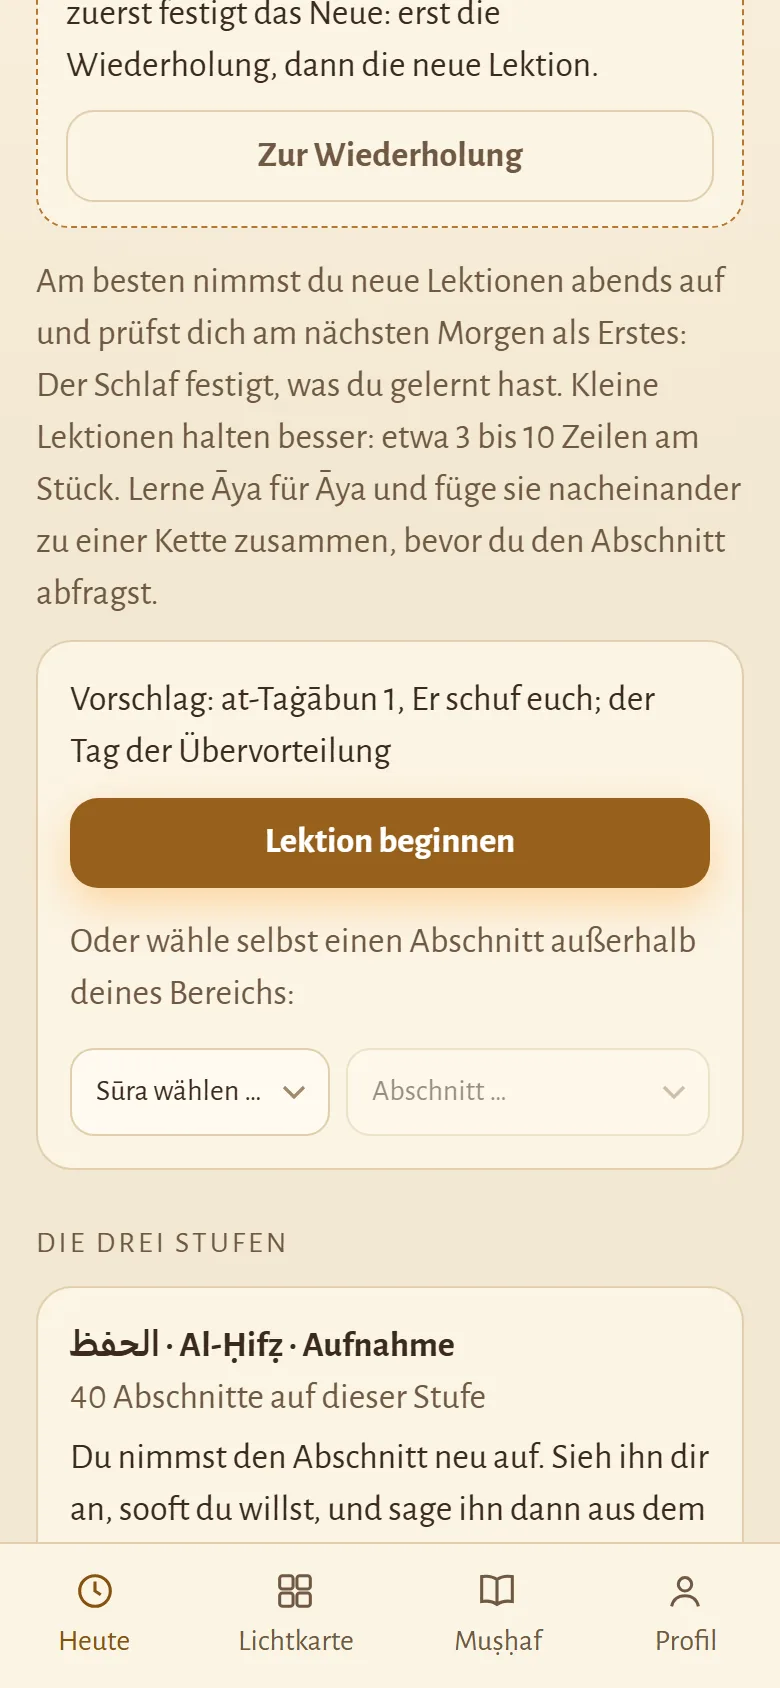 zuerst festigt das Neue: erst die
Wiederholung, dann die neue Lektion.
Zur Wiederholung
Am besten nimmst du neue Lektionen abends auf
und prüfst dich am nächsten Morgen als Erstes:
Der Schlaf festigt, was du gelernt hast. Kleine
Lektionen halten besser: etwa 3 bis 10 Zeilen am
Stück. Lerne Āya für Āya und füge sie nacheinander
zu einer Kette zusammen, bevor du den Abschnitt
abfragst.
Vorschlag: at-Taġābun 1, Er schuf euch; der
Tag der Übervorteilung
Lektion beginnen
Oder wähle selbst einen Abschnitt außerhalb
deines Bereichs:
Sūra wählen …
Abschnitt …
DIE DREI STUFEN
الحفظ · Al-Ḥifẓ · Aufnahme
40 Abschnitte auf dieser Stufe
Du nimmst den Abschnitt neu auf. Sieh ihn dir
an, sooft du willst, und sage ihn dann aus dem
Heute
Lichtkarte
Muṣḥaf
Profil